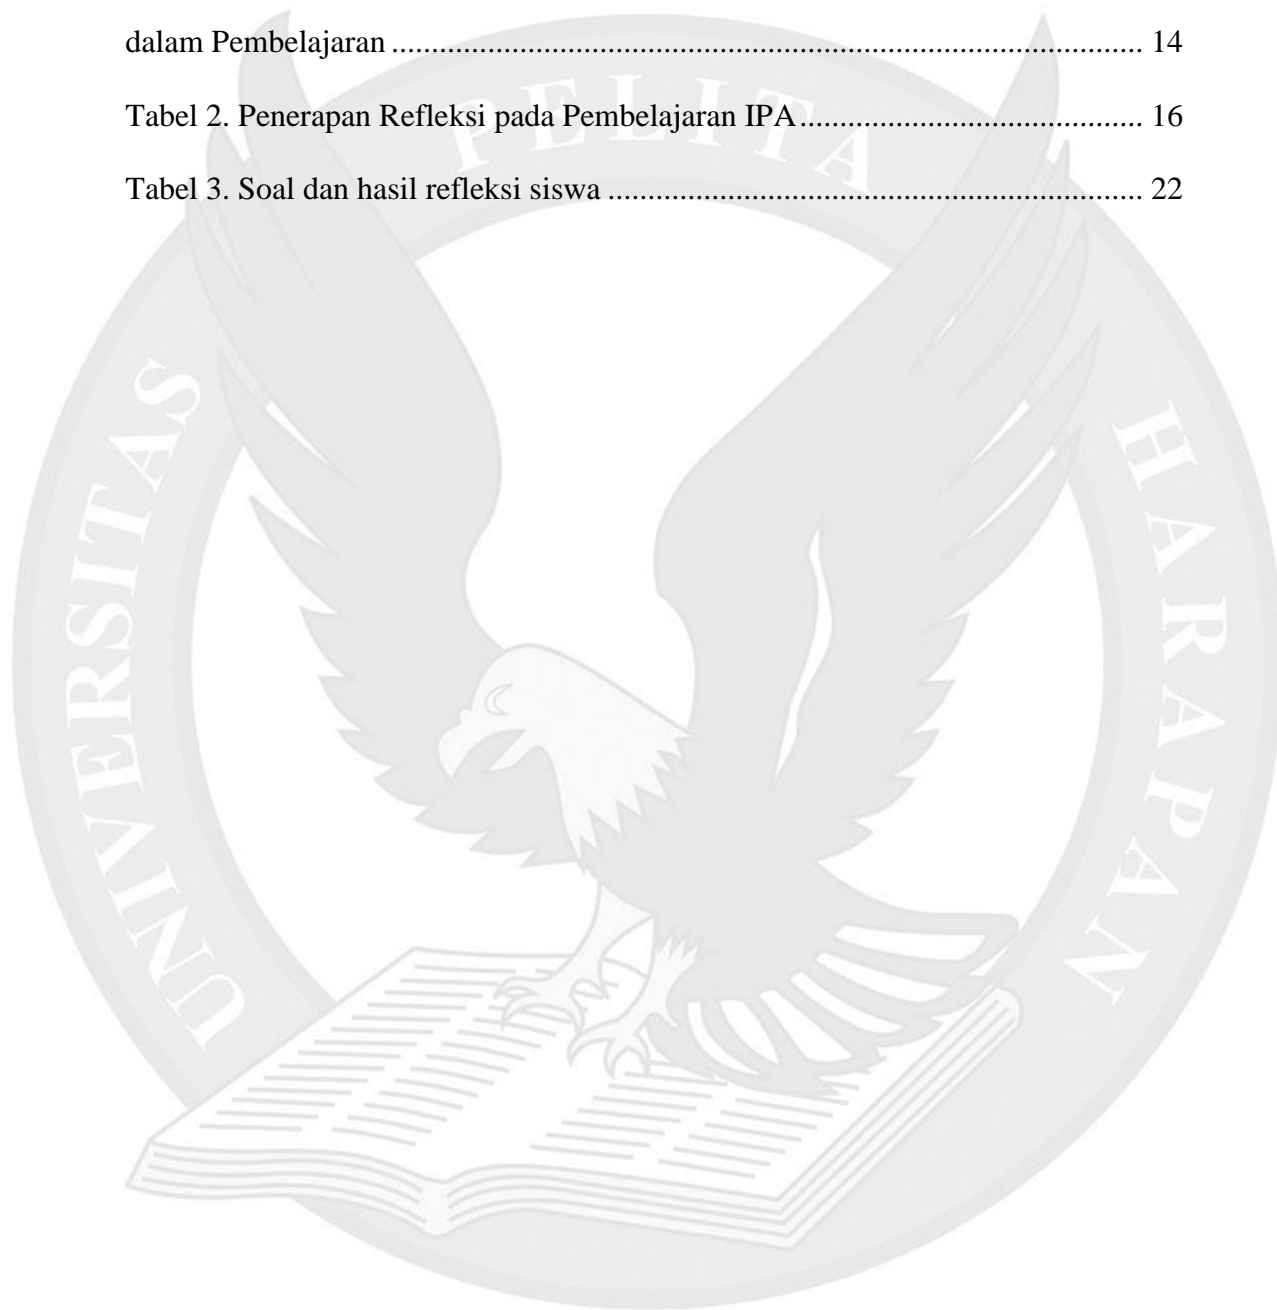 dalam Pembelajaran ............................................................................................. 14
Tabel 2. Penerapan Refleksi pada Pembelajaran IPA ........................................... 16
Tabel 3. Soal dan hasil refleksi siswa ................................................................... 22
UNIVERSITAS PELITA HARAPAN